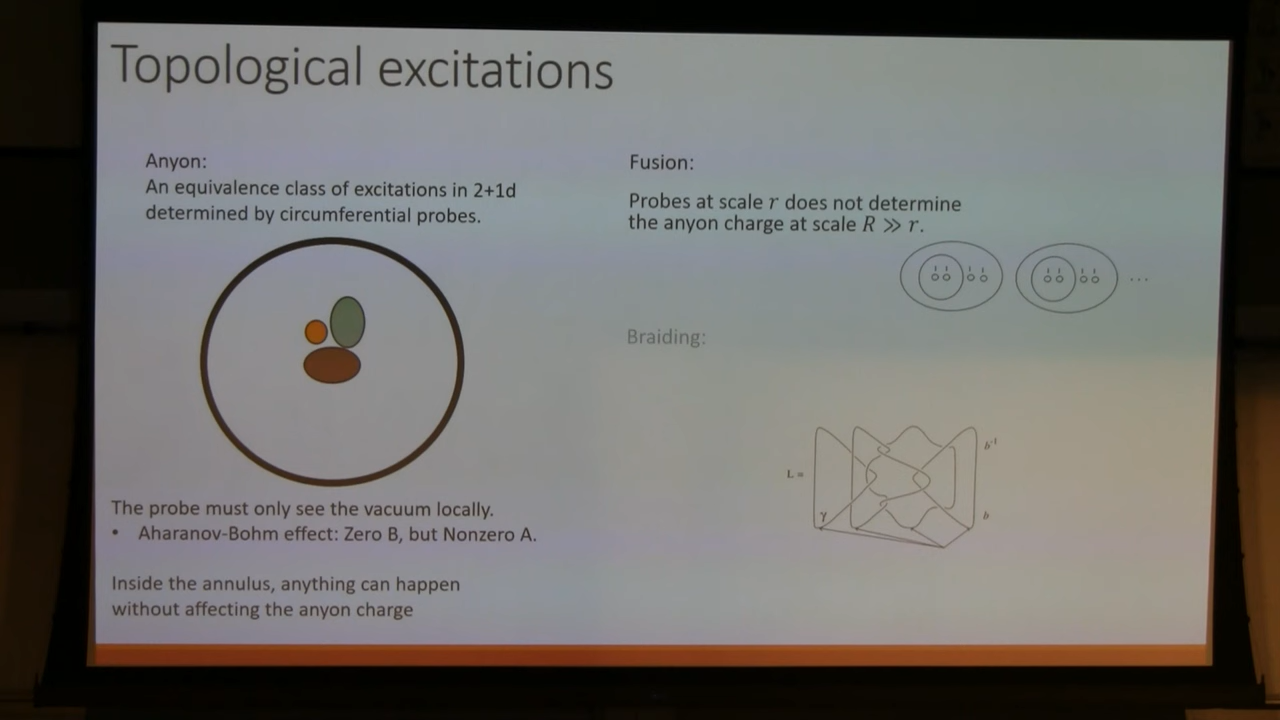 Topological excitations
Anyon:
An equivalence class of excitations in 2+1d
determined by circumferential probes.
The probe must only see the vacuum locally.
• Aharanov-Bohm effect: Zero B, but Nonzero A.
Inside the annulus, anything can happen
without affecting the anyon charge
Fusion:
Probes at scale r does not determine
the anyon charge at scale R ≫ r.
...
Braiding:
L =
b⁻¹
γ
b